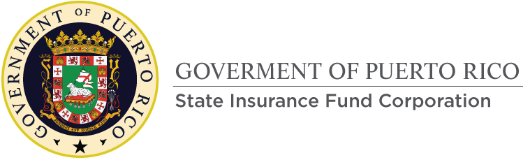 GOVERNMENT OF PUERTO RICO
GOVERMENT OF PUERTO RICO
State Insurance Fund Corporation